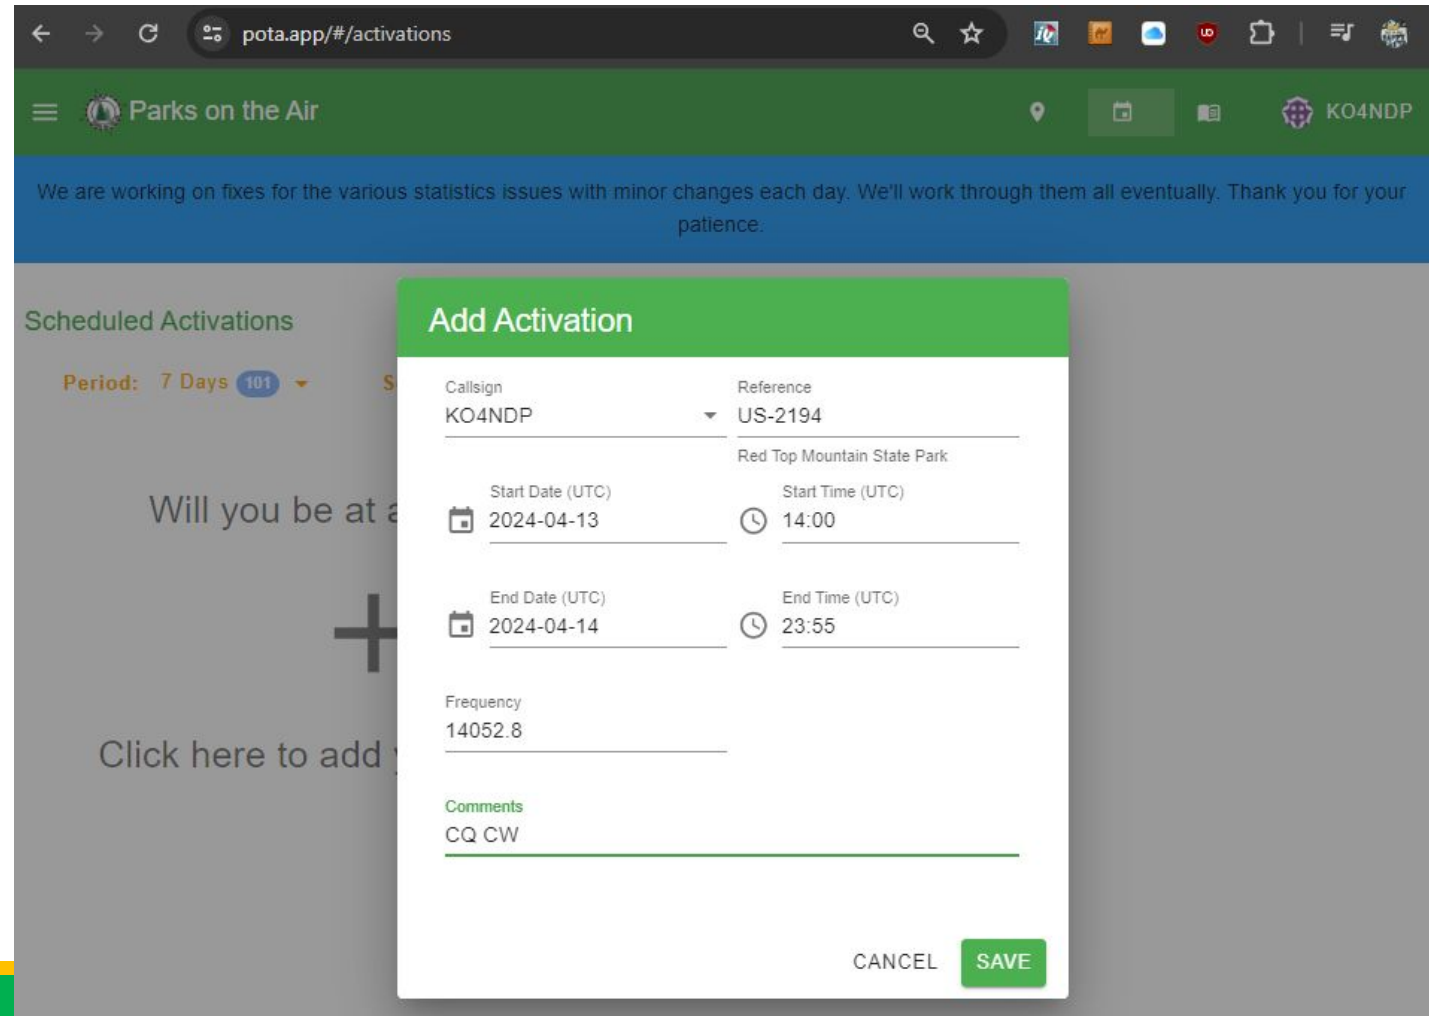 pota.app/#/activations
Parks on the Air
KO4NDP
We are working on fixes for the various statistics issues with minor changes each day. We'll work through them all eventually. Thank you for your
patience.
Scheduled Activations
Period: 7 Days 101
Will you be at
Click here to add
Add Activation
Callsign Reference
KO4NDP US-2194
Red Top Mountain State Park
Start Date (UTC) Start Time (UTC)
2024-04-13 14:00
End Date (UTC) End Time (UTC)
2024-04-14 23:55
Frequency
14052.8
Comments
CQ CW
CANCEL SAVE